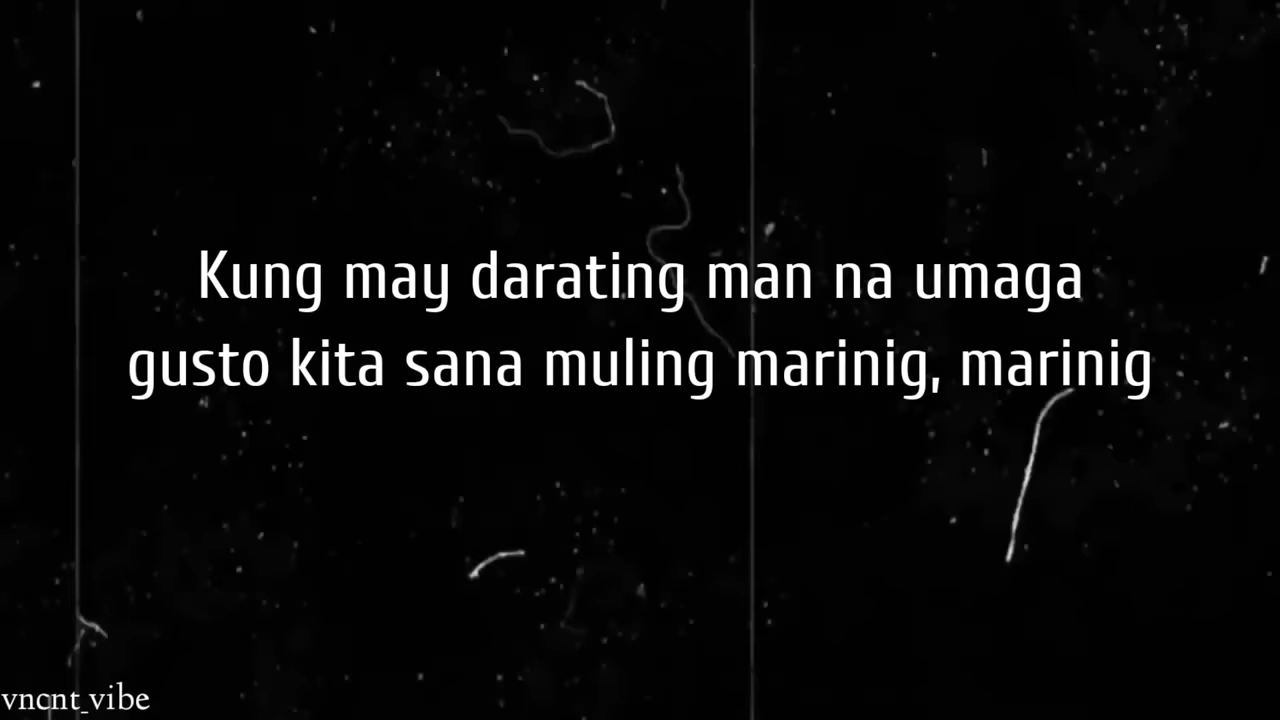 Kung may darating man na umaga
gusto kita sana muling marinig, marinig
vncnt_vibe